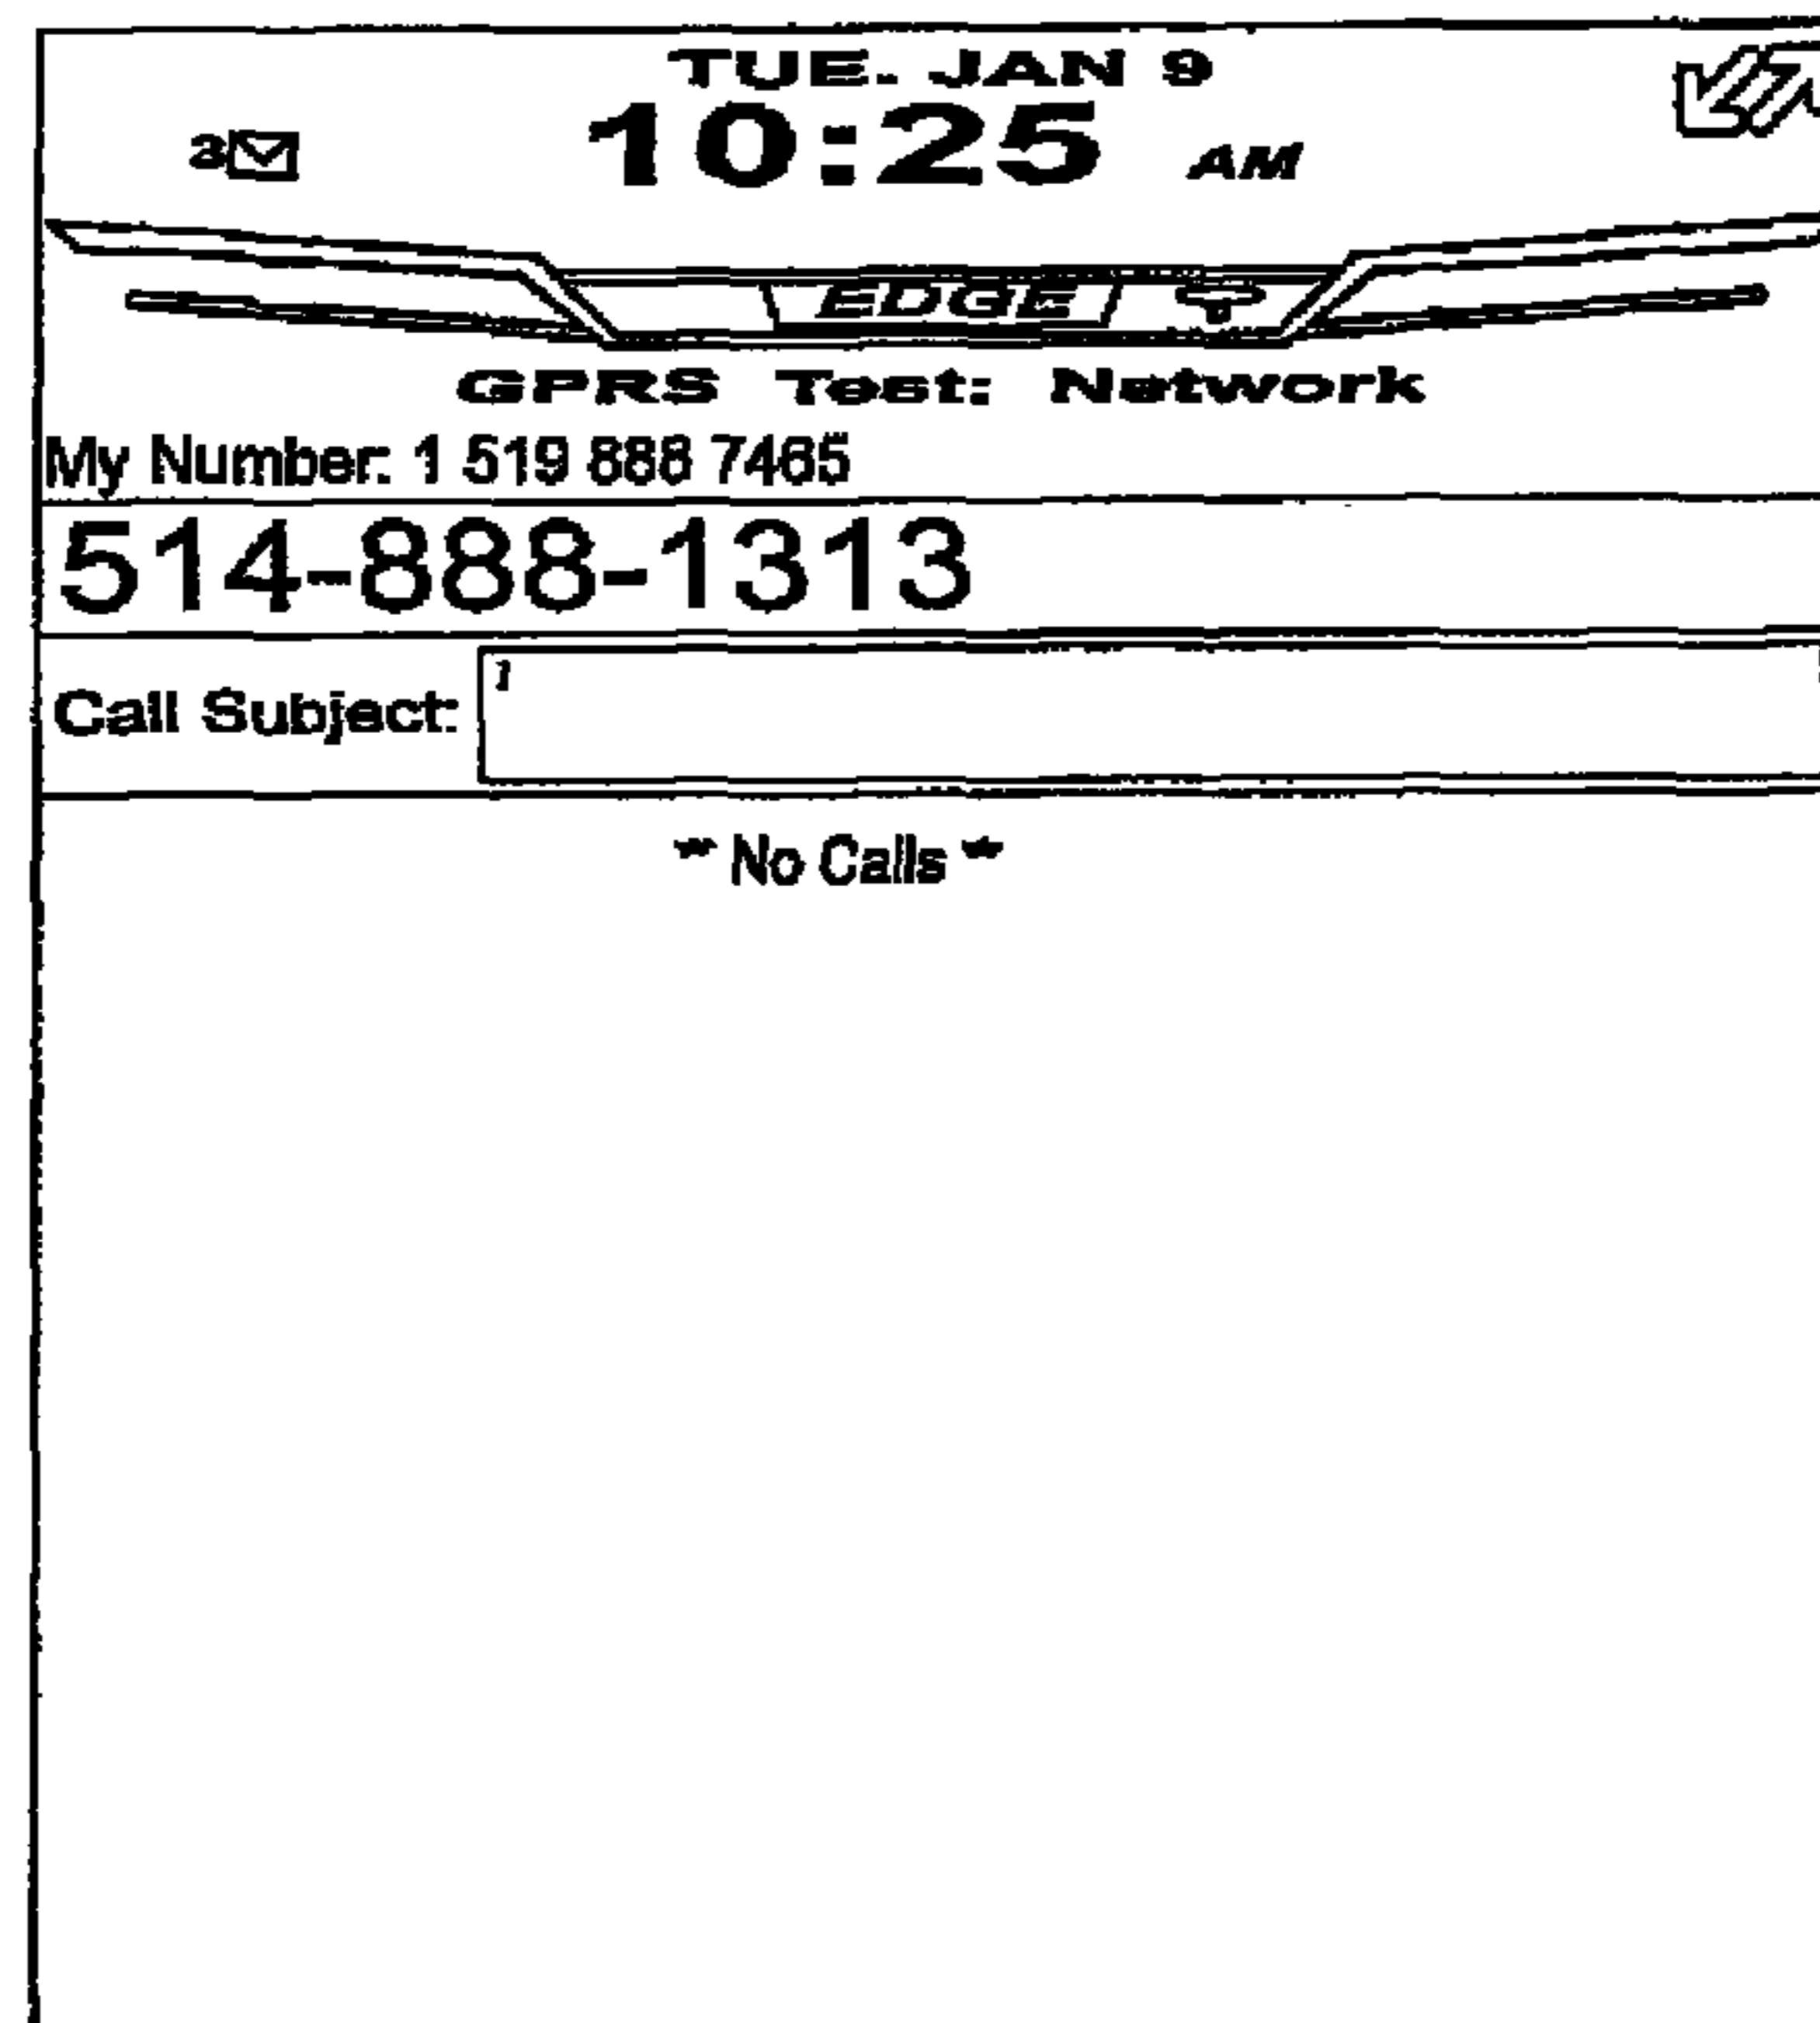 TUE. JAN 9
10:25 AM
EDGE
GPRS Test: Network
My Number: 1 519 888 7465
514-888-1313
Call Subject:
** No Calls **